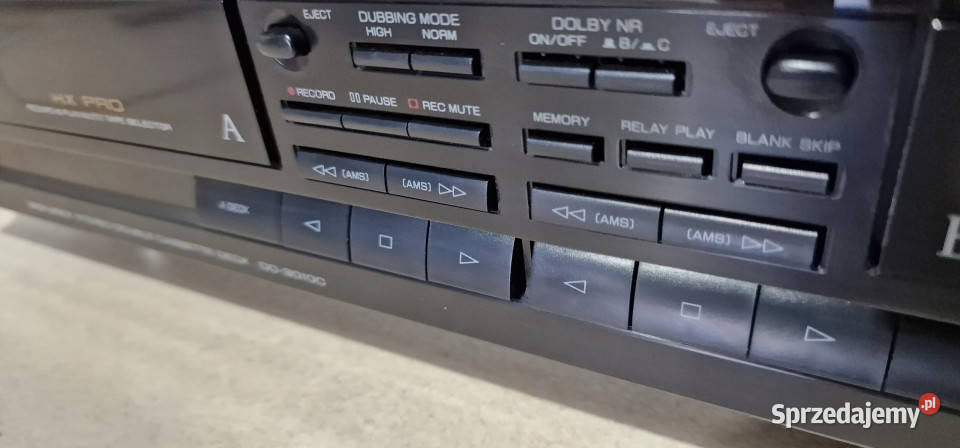 EJECT
DUBBING MODE
HIGH NORM
DOLBY NR
ON/OFF B/ C
EJECT
HX PRO
A
RECORD PAUSE REC MUTE
MEMORY
RELAY PLAY
BLANK SKIP
(AMS)
(AMS)
(AMS)
(AMS)
A DECK
Sprzedajemy.pl